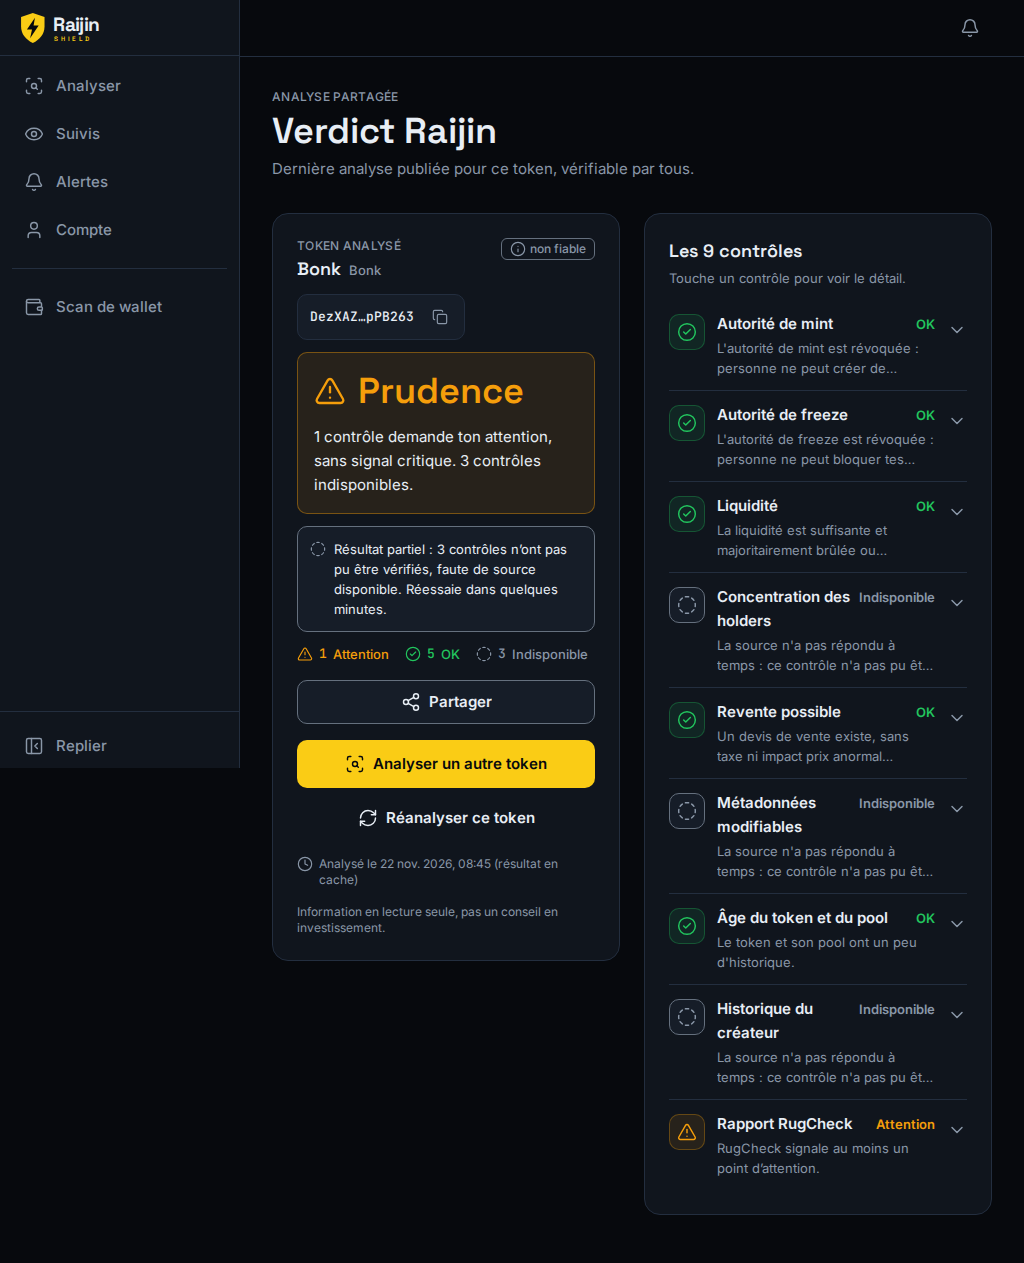 Raijin
SHIELD
Analyser
Suivis
Alertes
Compte
Scan de wallet
Replier
ANALYSE PARTAGÉE
Verdict Raijin
Dernière analyse publiée pour ce token, vérifiable par tous.
TOKEN ANALYSÉ
non fiable
Bonk Bonk
DezXAZ…pPB263
Prudence
1 contrôle demande ton attention,
sans signal critique. 3 contrôles
indisponibles.
Résultat partiel : 3 contrôles n’ont pas
pu être vérifiés, faute de source
disponible. Réessaie dans quelques
minutes.
1 Attention 5 OK 3 Indisponible
Partager
Analyser un autre token
Réanalyser ce token
Analysé le 22 nov. 2026, 08:45 (résultat en
cache)
Information en lecture seule, pas un conseil en
investissement.
Les 9 contrôles
Touche un contrôle pour voir le détail.
Autorité de mint OK
L'autorité de mint est révoquée :
personne ne peut créer de…
Autorité de freeze OK
L'autorité de freeze est révoquée :
personne ne peut bloquer tes…
Liquidité OK
La liquidité est suffisante et
majoritairement brûlée ou…
Concentration des Indisponible
holders
La source n'a pas répondu à
temps : ce contrôle n'a pas pu êt…
Revente possible OK
Un devis de vente existe, sans
taxe ni impact prix anormal…
Métadonnées Indisponible
modifiables
La source n'a pas répondu à
temps : ce contrôle n'a pas pu êt…
Âge du token et du pool OK
Le token et son pool ont un peu
d'historique.
Historique du Indisponible
créateur
La source n'a pas répondu à
temps : ce contrôle n'a pas pu êt…
Rapport RugCheck Attention
RugCheck signale au moins un
point d’attention.